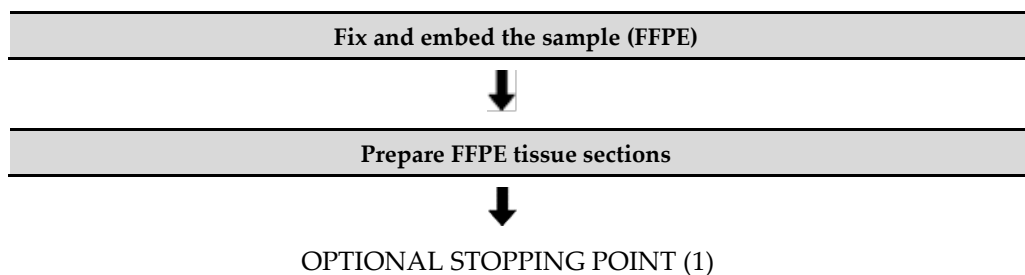 Fix and embed the sample (FFPE)
Prepare FFPE tissue sections
OPTIONAL STOPPING POINT (1)